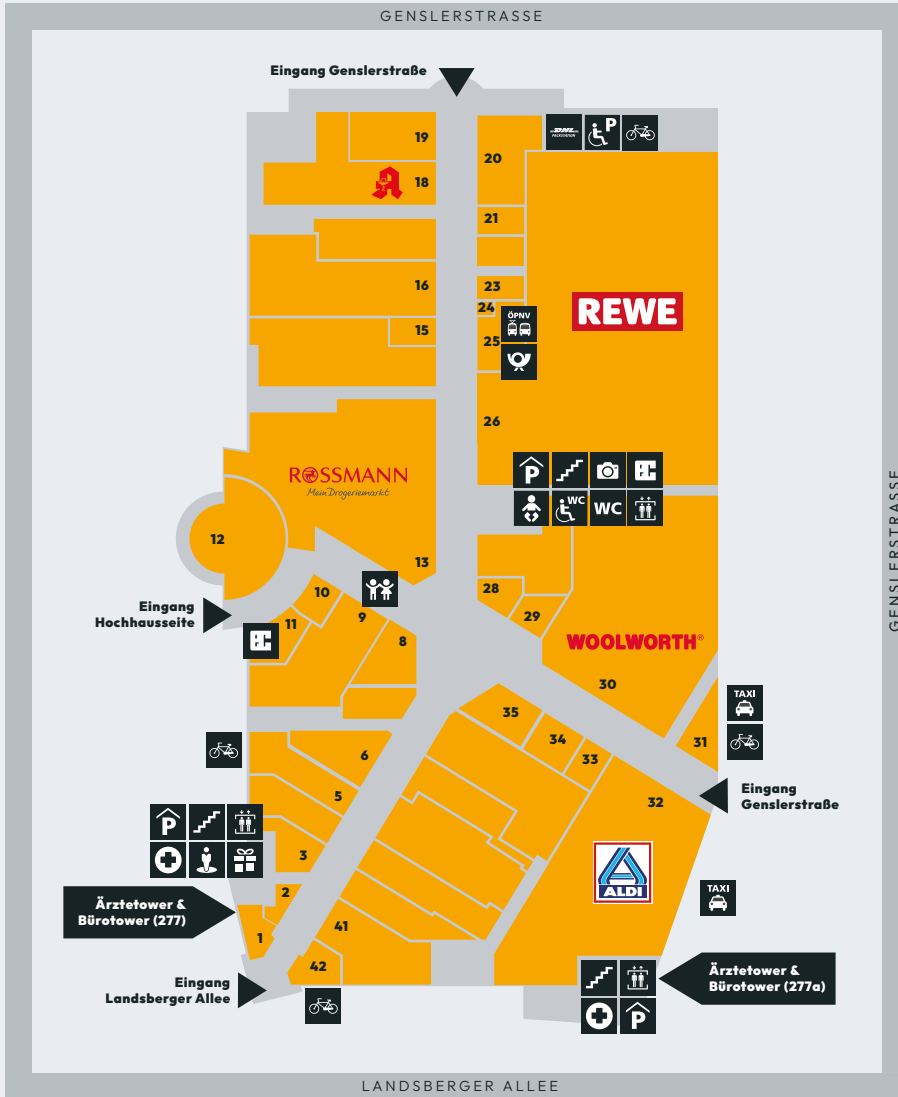 GENSLERSTRASSE
Eingang Genslerstraße
19
20
DHL
PACKSTATION
P
18
21
16
23
24
ÖPNV
REWE
15
25
26
ROSSMANN
Mein Drogeriemarkt
P
WC
WC
GENSLERSTRASSE
12
13
28
29
Eingang
Hochhausseite
10
11
9
8
WOOLWORTH®
30
TAXI
31
35
34
33
6
5
32
Eingang
Genslerstraße
P
3
ALDI
TAXI
2
Ärztetower &
Bürotower (277)
1
41
42
Eingang
Landsberger Allee
Ärztetower &
Bürotower (277a)
P
LANDSBERGER ALLEE